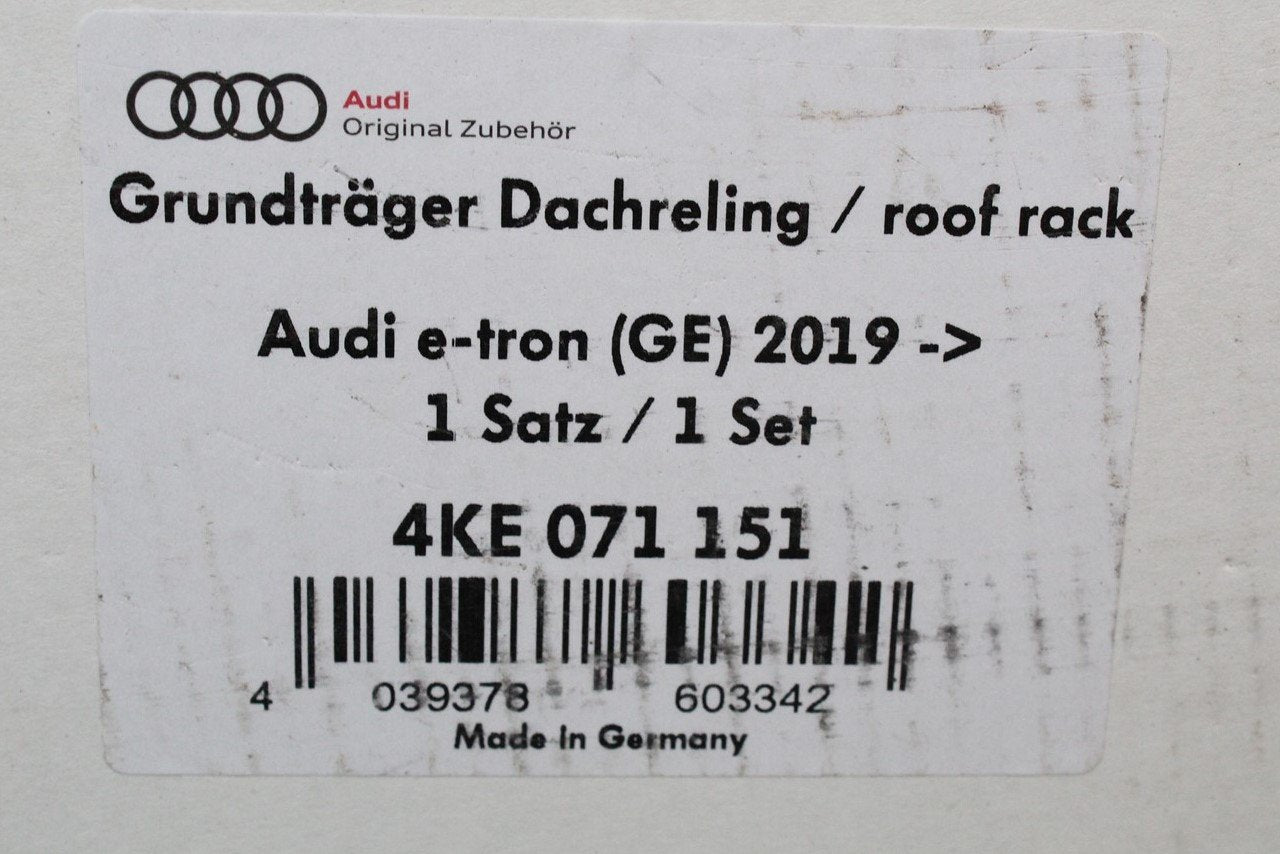 Audi
Original Zubehör
Grundträger Dachreling / roof rack
Audi e-tron (GE) 2019 ->
1 Satz / 1 Set
4KE 071 151
4 039378 603342
Made In Germany